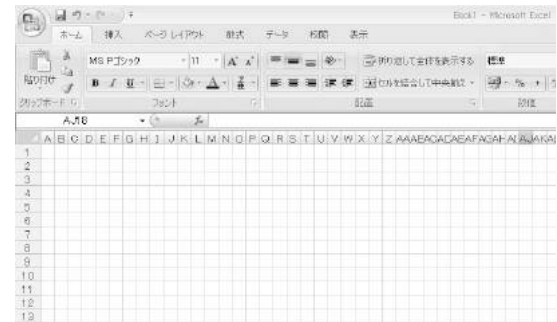 Book1 - Microsoft Excel
ホーム 挿入 ページ レイアウト 数式 データ 校閲 表示
MS Pゴシック 11 A A 折り返して全体を表示する 標準
貼り付け B I U A セルを結合して中央揃え % ,
クリップボード フォント 配置 数値
AJ18 fx
A B C D E F G H I J K L M N O P Q R S T U V W X Y Z AA AB AC AD AE AF AG AH AI AJ AK AL
1
2
3
4
5
6
7
8
9
10
11
12
13